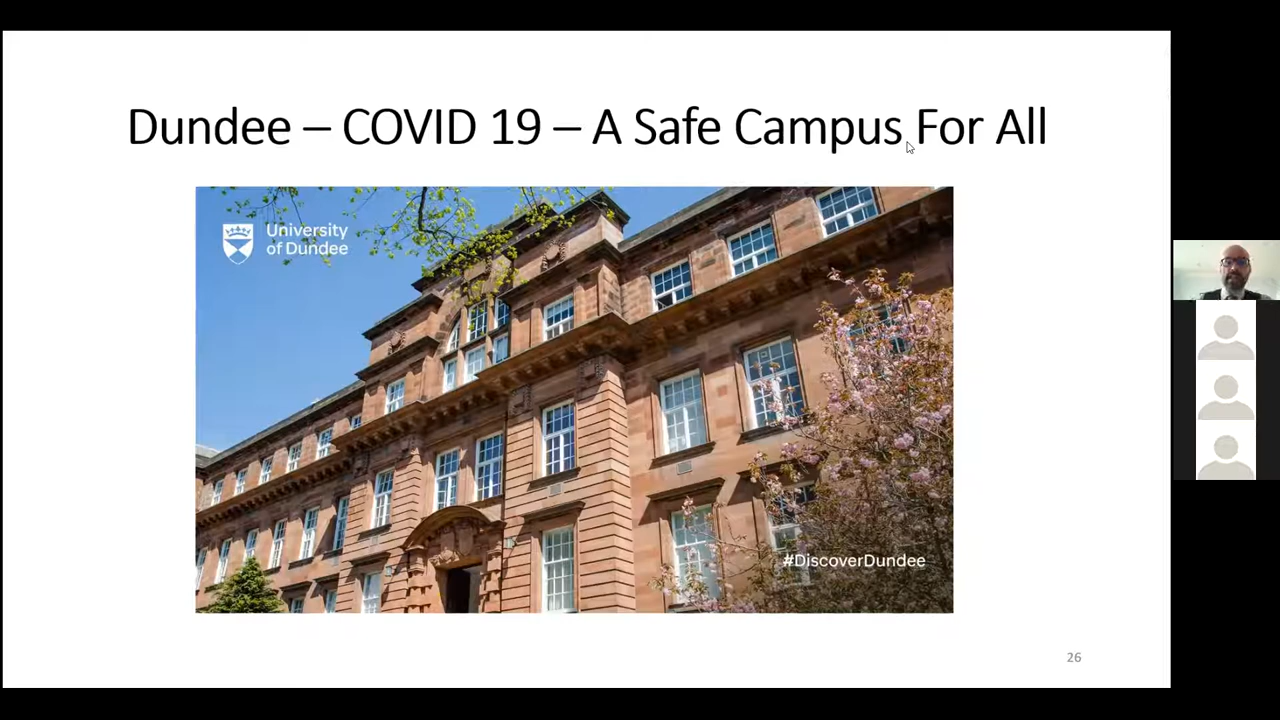 Dundee – COVID 19 – A Safe Campus For All
University
of Dundee
#DiscoverDundee
26